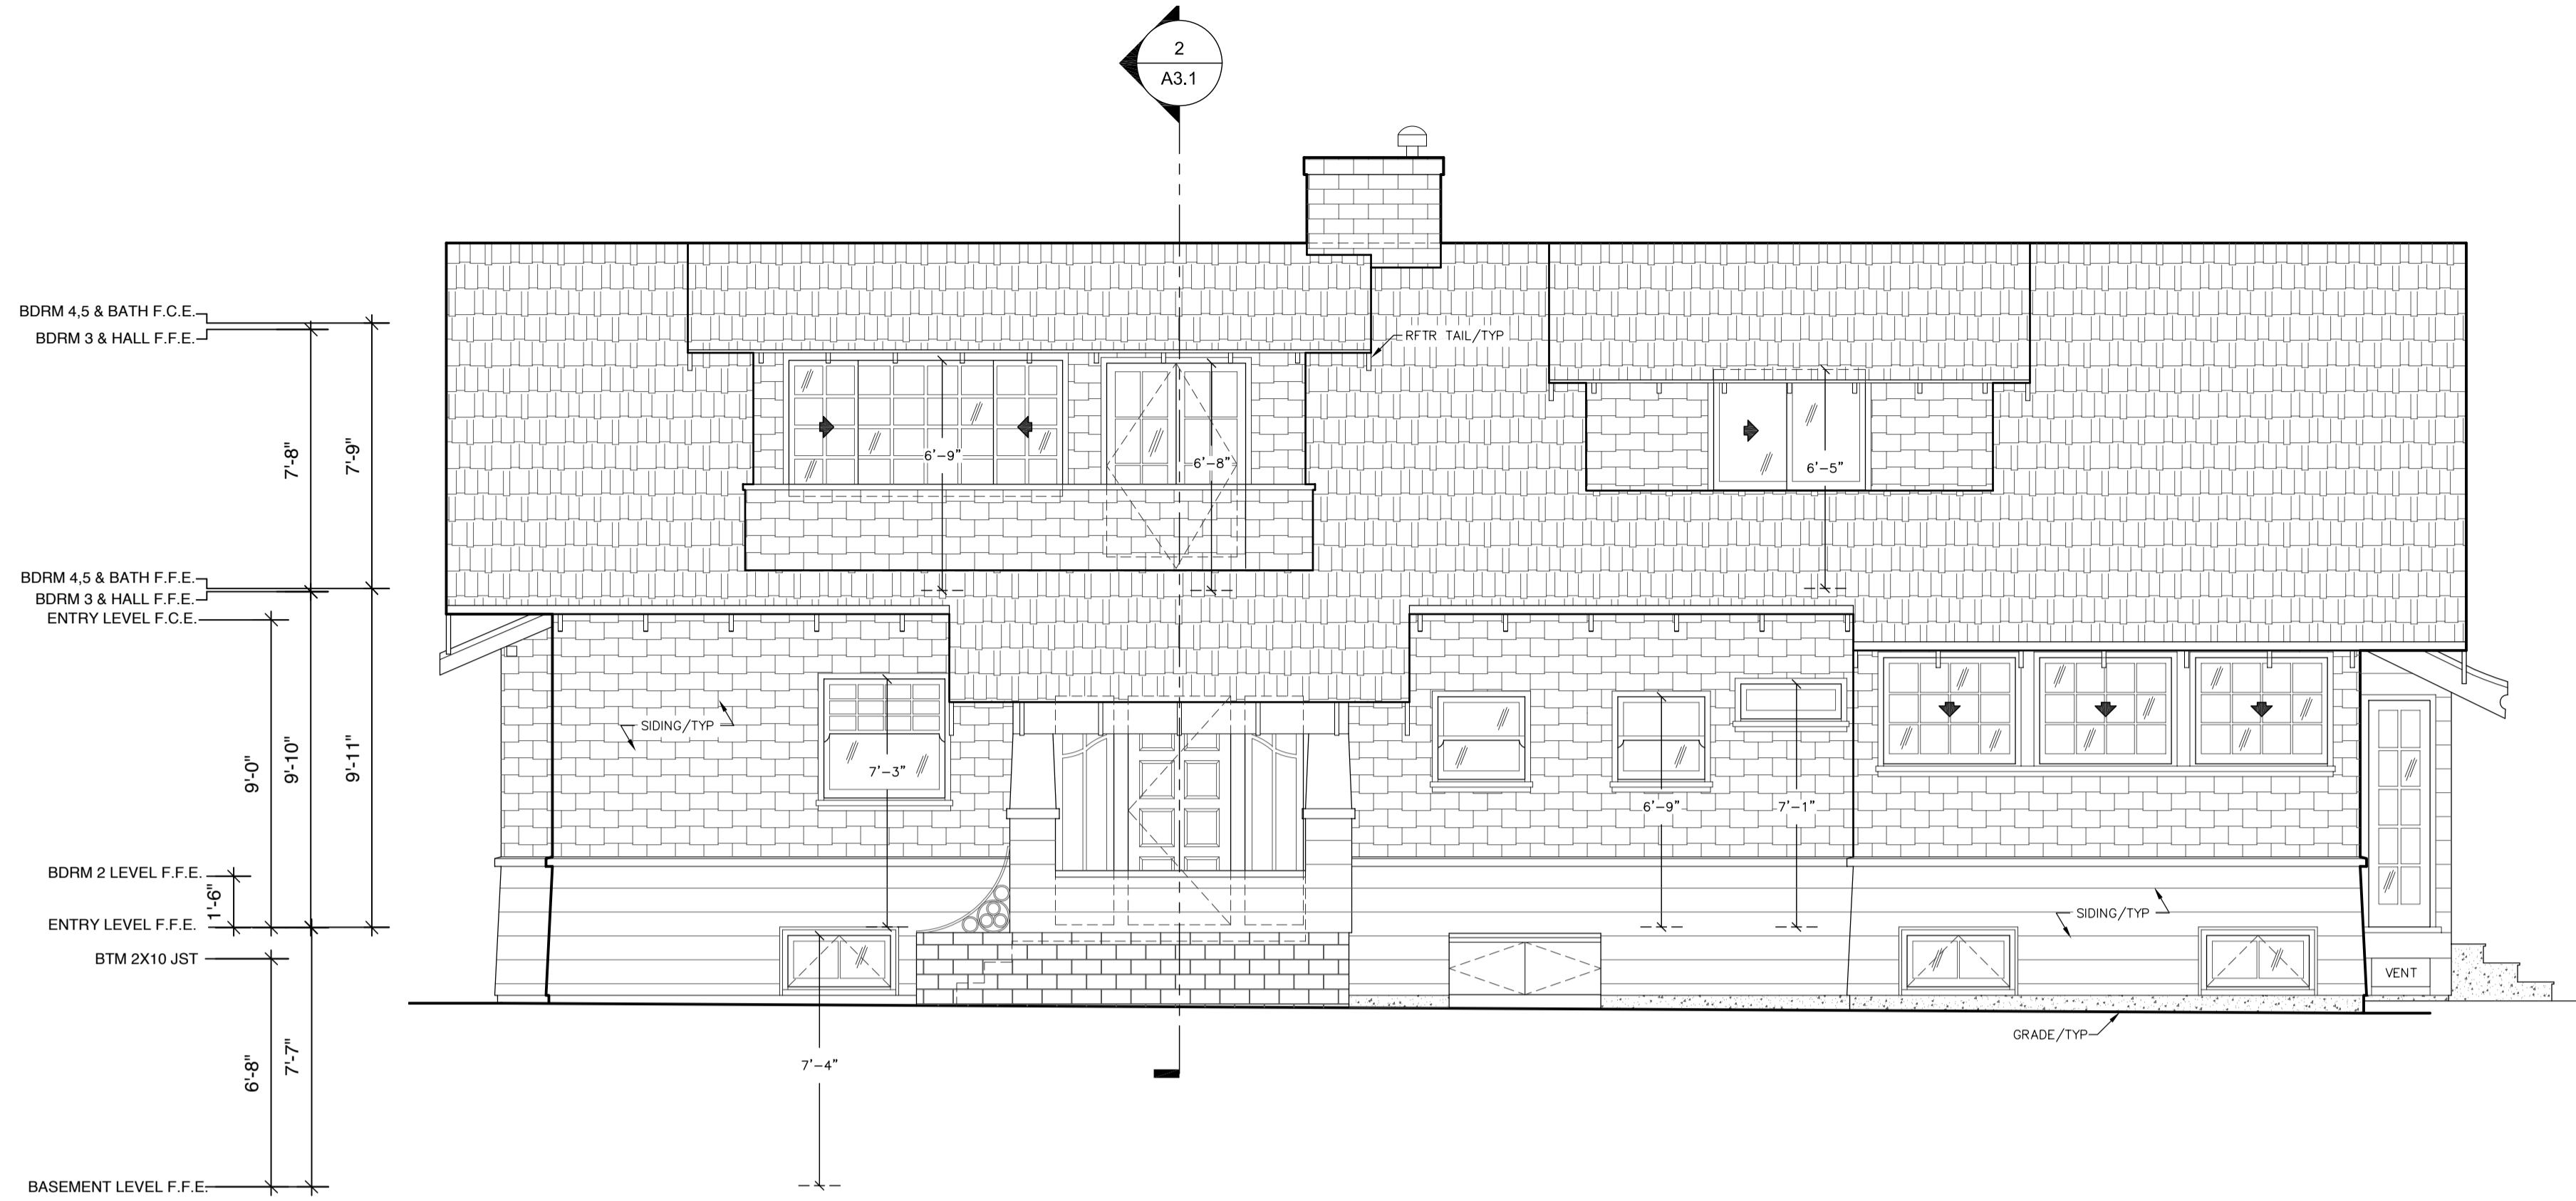 2
A3.1
BDRM 4,5 & BATH F.C.E.
BDRM 3 & HALL F.F.E.
RFTR TAIL/TYP
7'-8"
7'-9"
6'-9"
6'-8"
6'-5"
BDRM 4,5 & BATH F.F.E.
BDRM 3 & HALL F.F.E.
ENTRY LEVEL F.C.E.
SIDING/TYP
9'-0"
9'-10"
9'-11"
7'-3"
6'-9"
7'-1"
BDRM 2 LEVEL F.F.E.
1'-6"
SIDING/TYP
ENTRY LEVEL F.F.E.
BTM 2X10 JST
VENT
GRADE/TYP
6'-8"
7'-7"
7'-4"
BASEMENT LEVEL F.F.E.